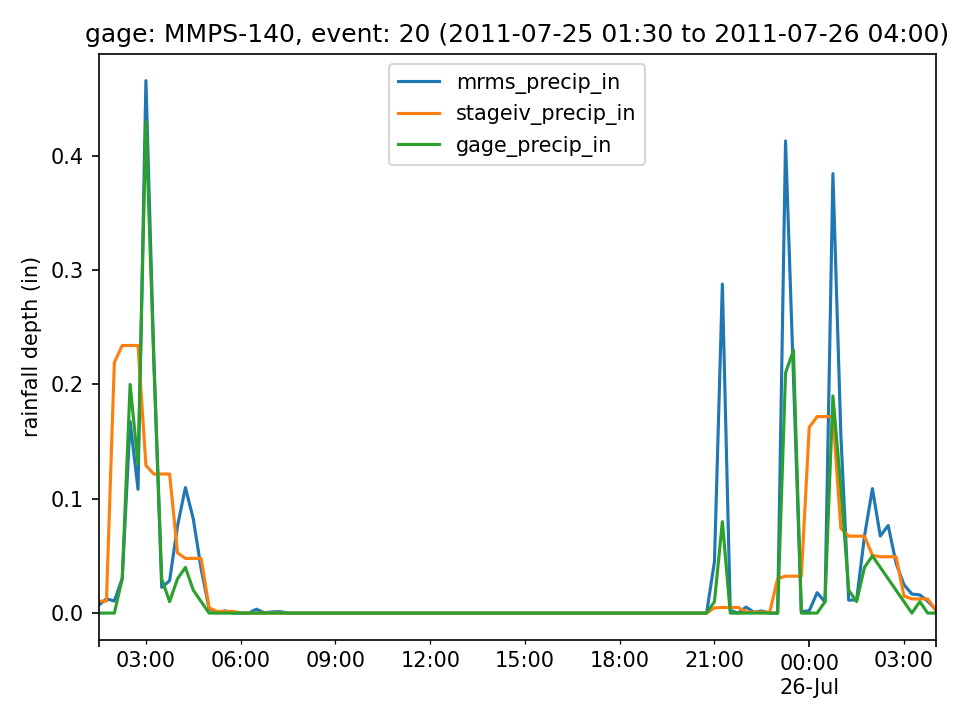 gage: MMPS-140, event: 20 (2011-07-25 01:30 to 2011-07-26 04:00)
mrms_precip_in
stageiv_precip_in
gage_precip_in
rainfall depth (in)
0.4
0.3
0.2
0.1
0.0
03:00 06:00 09:00 12:00 15:00 18:00 21:00 00:00 03:00
26-Jul